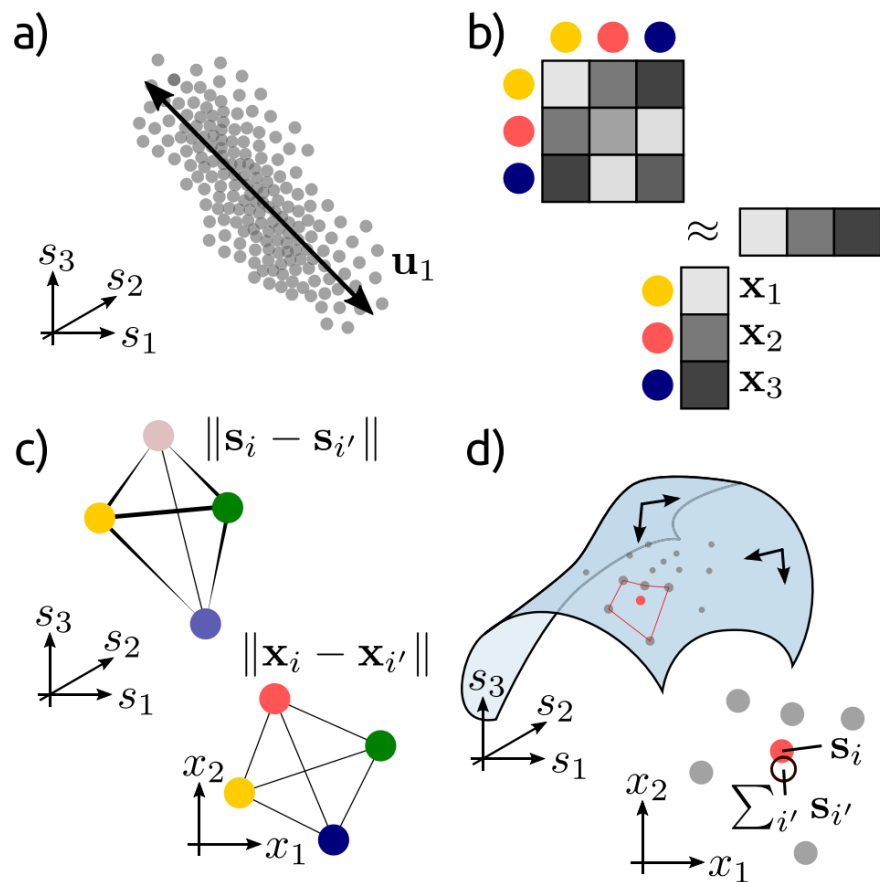 a)
u₁
s₃
s₂
s₁
b)
≈
x₁
x₂
x₃
c)
‖sᵢ − sᵢ′‖
s₃
s₂
s₁
‖xᵢ − xᵢ′‖
x₂
x₁
d)
s₃
s₂
s₁
sᵢ
∑ᵢ′ sᵢ′
x₂
x₁